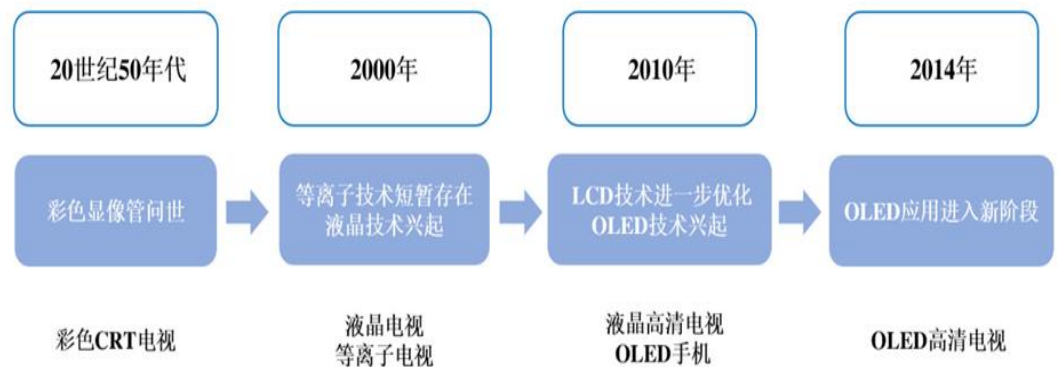 20世纪50年代
2000年
2010年
2014年
彩色显像管问世
等离子技术短暂存在
液晶技术兴起
LCD技术进一步优化
OLED技术兴起
OLED应用进入新阶段
彩色CRT电视
液晶电视
等离子电视
液晶高清电视
OLED手机
OLED高清电视